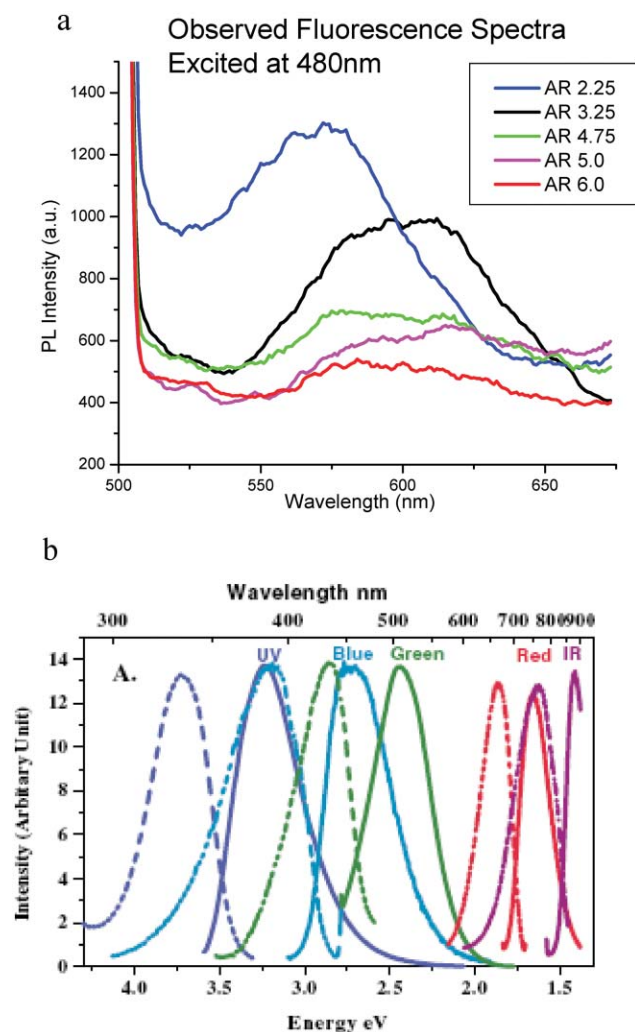 a
Observed Fluorescence Spectra
Excited at 480nm
AR 2.25
AR 3.25
AR 4.75
AR 5.0
AR 6.0
1400
1200
1000
800
600
400
200
PL Intensity (a.u.)
500 550 600 650
Wavelength (nm)
b
Wavelength nm
300 400 500 600 700 800 900
A.
UV Blue Green Red IR
14
12
10
8
6
4
2
0
Intensity (Arbitary Unit)
4.0 3.5 3.0 2.5 2.0 1.5
Energy eV